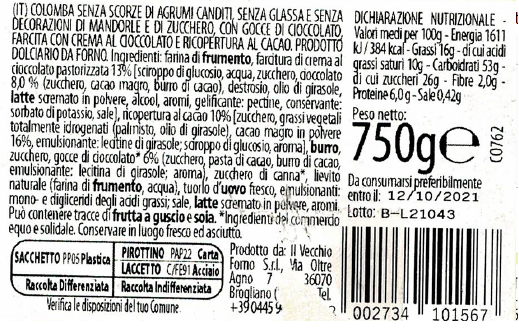 (IT) COLOMBA SENZA SCORZE DI AGRUMI CANDITI, SENZA GLASSA E SENZA
DECORAZIONI DI MANDORLE E DI ZUCCHERO, CON GOCCE DI CIOCCOLATO,
FARCITA CON CREMA AL CIOCCOLATO E RICOPERTURA AL CACAO. PRODOTTO
DOLCIARIO DA FORNO. Ingredienti: farina di frumento, farcitura di crema al
cioccolato pastorizzata 13% [sciroppo di glucosio, acqua, zucchero, cioccolato
8,0 % (zucchero, cacao magro, burro di cacao), destrosio, olio di girasole,
latte scremato in polvere, alcool, aromi, gelificante: pectine, conservante:
sorbato di potassio, sale], ricopertura al cacao 10% [zucchero, grassi vegetali
totalmente idrogenati (palmisto, olio di girasole), cacao magro in polvere
16%, emulsionante: lecitine di girasole; sciroppo di glucosio, aroma], burro,
zucchero, gocce di cioccolato* 6% (zucchero, pasta di cacao, burro di cacao,
emulsionante: lecitina di girasole; aroma), zucchero di canna*, lievito
naturale (farina di frumento, acqua), tuorlo d'uovo fresco, emulsionanti:
mono- e digliceridi degli acidi grassi; sale, latte scremato in polvere, aromi.
Può contenere tracce di frutta a guscio e soia. *Ingredienti del commercio
equo e solidale. Conservare in luogo fresco ed asciutto.
SACCHETTO PP05 Plastica
PIROTTINO PAP22 Carta
LACCETTO C/FE91 Acciaio
Raccolta Differenziata
Raccolta Indifferenziata
Verifica le disposizioni del tuo Comune
Prodotto da: Il Vecchio
Forno S.r.l., Via Oltre
Agno 7 36070
Brogliano ( Tel.
+390445
DICHIARAZIONE NUTRIZIONALE -
Valori medi per 100g - Energia 1611
kJ / 384 kcal - Grassi 16g - di cui acidi
grassi saturi 10g - Carboidrati 53g -
di cui zuccheri 26g - Fibre 2,0g -
Proteine 6,0 g - Sale 0,42g
Peso netto:
750g e
C0762
Da consumarsi preferibilmente
entro il: 12/10/2021
Lotto: B-L21043
002734 101567